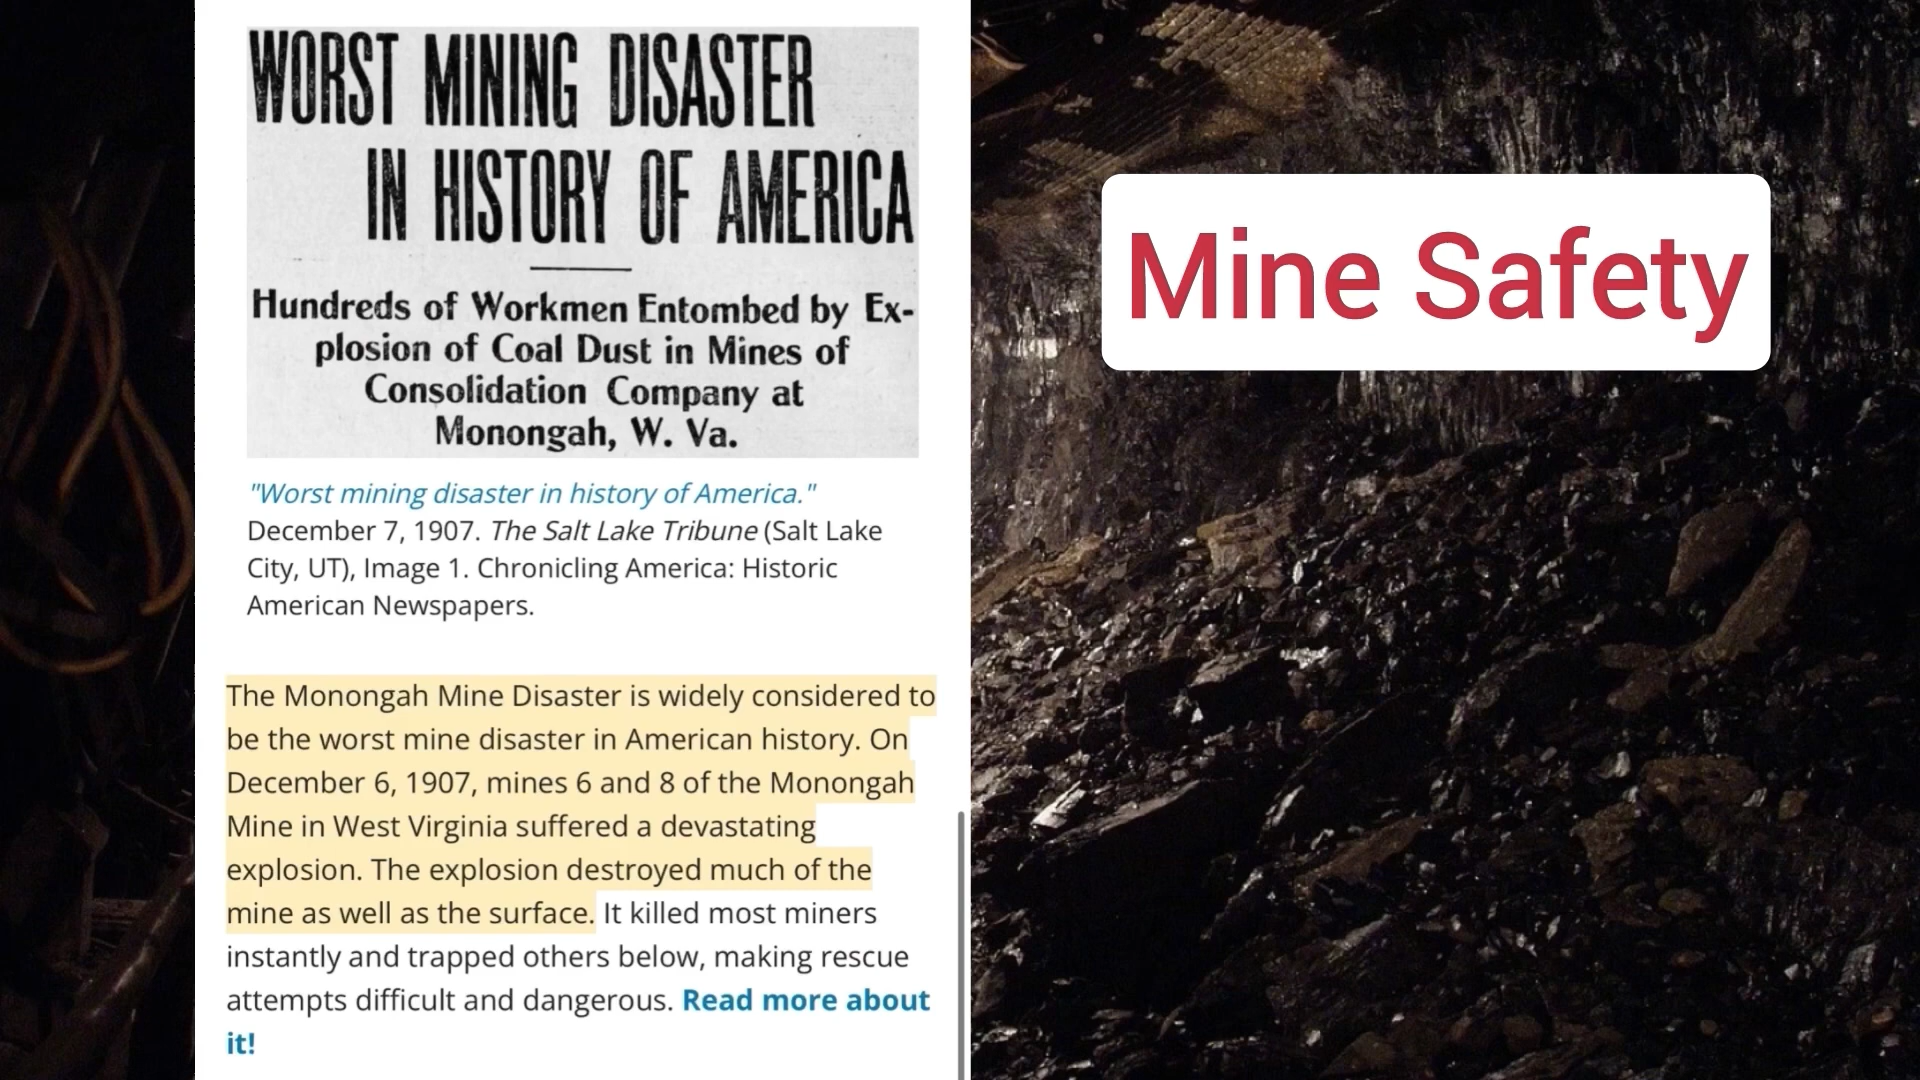 WORST MINING DISASTER
IN HISTORY OF AMERICA
Hundreds of Workmen Entombed by Ex-
plosion of Coal Dust in Mines of
Consolidation Company at
Monongah, W. Va.
"Worst mining disaster in history of America."
December 7, 1907. The Salt Lake Tribune (Salt Lake
City, UT), Image 1. Chronicling America: Historic
American Newspapers.
The Monongah Mine Disaster is widely considered to
be the worst mine disaster in American history. On
December 6, 1907, mines 6 and 8 of the Monongah
Mine in West Virginia suffered a devastating
explosion. The explosion destroyed much of the
mine as well as the surface. It killed most miners
instantly and trapped others below, making rescue
attempts difficult and dangerous. Read more about
it!
Mine Safety